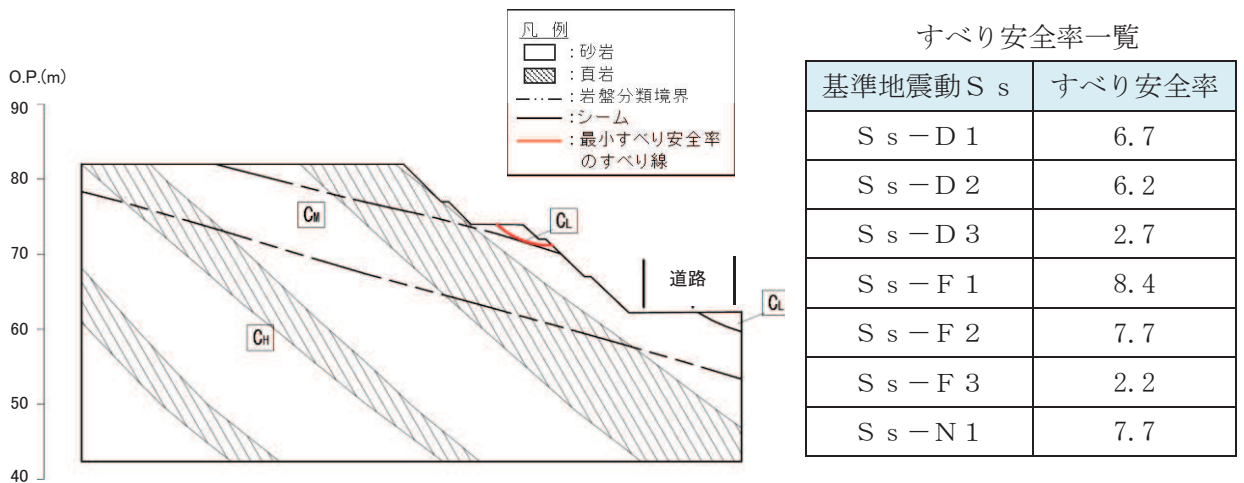 凡 例
：砂岩
：頁岩
：岩盤分類境界
：シーム
：最小すべり安全率
のすべり線
O.P.(m)
90
80
70
60
50
40
CM
CL
CH
道路
CL
すべり安全率一覧
基準地震動Ｓｓ すべり安全率
Ｓｓ－Ｄ１ 6.7
Ｓｓ－Ｄ２ 6.2
Ｓｓ－Ｄ３ 2.7
Ｓｓ－Ｆ１ 8.4
Ｓｓ－Ｆ２ 7.7
Ｓｓ－Ｆ３ 2.2
Ｓｓ－Ｎ１ 7.7